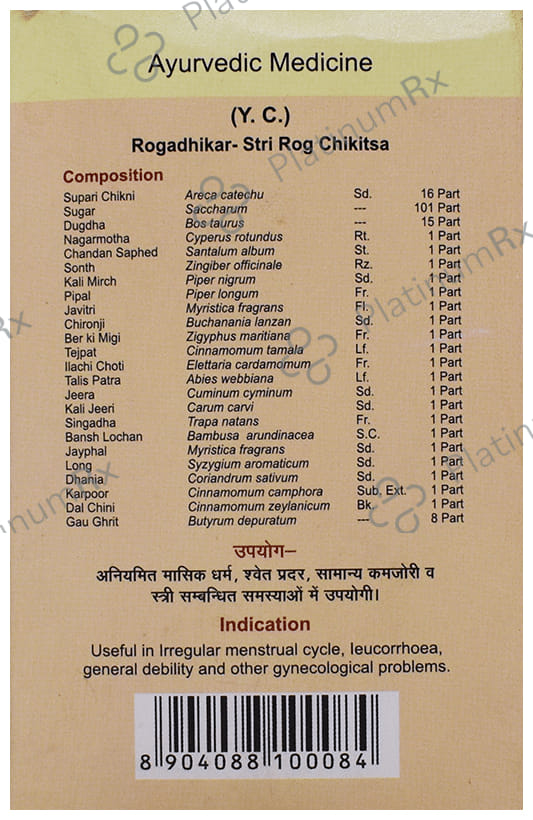 Ayurvedic Medicine
(Y. C.)
Rogadhikar- Stri Rog Chikitsa
Composition
Supari Chikni Areca catechu Sd. 16 Part
Sugar Saccharum --- 101 Part
Dugdha Bos taurus --- 15 Part
Nagarmotha Cyperus rotundus Rt. 1 Part
Chandan Saphed Santalum album St. 1 Part
Sonth Zingiber officinale Rz. 1 Part
Kali Mirch Piper nigrum Sd. 1 Part
Pipal Piper longum Fr. 1 Part
Javitri Myristica fragrans Fl. 1 Part
Chironji Buchanania lanzan Sd. 1 Part
Ber ki Migi Zigyphus maritiana Fr. 1 Part
Tejpat Cinnamomum tamala Lf. 1 Part
Ilachi Choti Elettaria cardamomum Fr. 1 Part
Talis Patra Abies webbiana Lf. 1 Part
Jeera Cuminum cyminum Sd. 1 Part
Kali Jeeri Carum carvi Sd. 1 Part
Singadha Trapa natans Fr. 1 Part
Bansh Lochan Bambusa arundinacea S.C. 1 Part
Jayphal Myristica fragrans Sd. 1 Part
Long Syzygium aromaticum Sd. 1 Part
Dhania Coriandrum sativum Sd. 1 Part
Karpoor Cinnamomum camphora Sub. Ext. 1 Part
Dal Chini Cinnamomum zeylanicum Bk. 1 Part
Gau Ghrit Butyrum depuratum --- 8 Part
उपयोग–
अनियमित मासिक धर्म, श्वेत प्रदर, सामान्य कमजोरी व
स्त्री सम्बन्धित समस्याओं में उपयोगी।
Indication
Useful in Irregular menstrual cycle, leucorrhoea,
general debility and other gynecological problems.
8 904088 100084
PlatinumRx
PlatinumRx
PlatinumRx